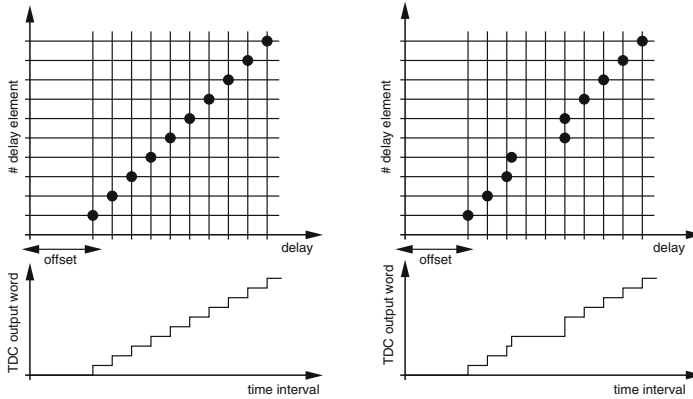 # delay element
delay
offset
TDC output word
time interval
# delay element
delay
offset
TDC output word
time interval